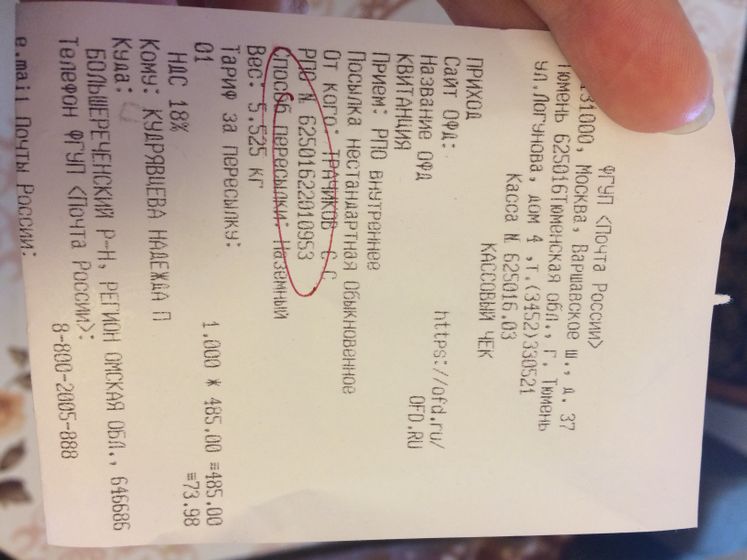 ФГУП <Почта России>
131000, Москва, Варшавское ш., д. 37
Тюмень 625016Тюменская обл., Г. Тюмень
ул.Логунова, дом 4 ,т.(3452)330521
Касса N 625016.03
КАССОВЫЙ ЧЕК
ПРИХОД
Сайт ОФД: https://ofd.ru/
Название ОФД OFD.RU
КВИТАНЦИЯ
Прием: РПО внутреннее
Посылка нестандартная Обыкновенное
От кого: ТРАЧИКОВ С С
РПО N 62501622010953
Способ пересылки: Наземный
Вес: 5.525 кг
Тариф за пересылку:
1.000 * 485.00 =485.00
01
НДС 18% =73.98
Кому: КУДРЯВЦЕВА НАДЕЖДА П
Куда:
БОЛЬШЕРЕЧЕНСКИЙ Р-Н, РЕГИОН ОМСКАЯ ОБЛ., 646686
Телефон ФГУП <Почта России>:
8-800-2005-888
e.mail Почты России: